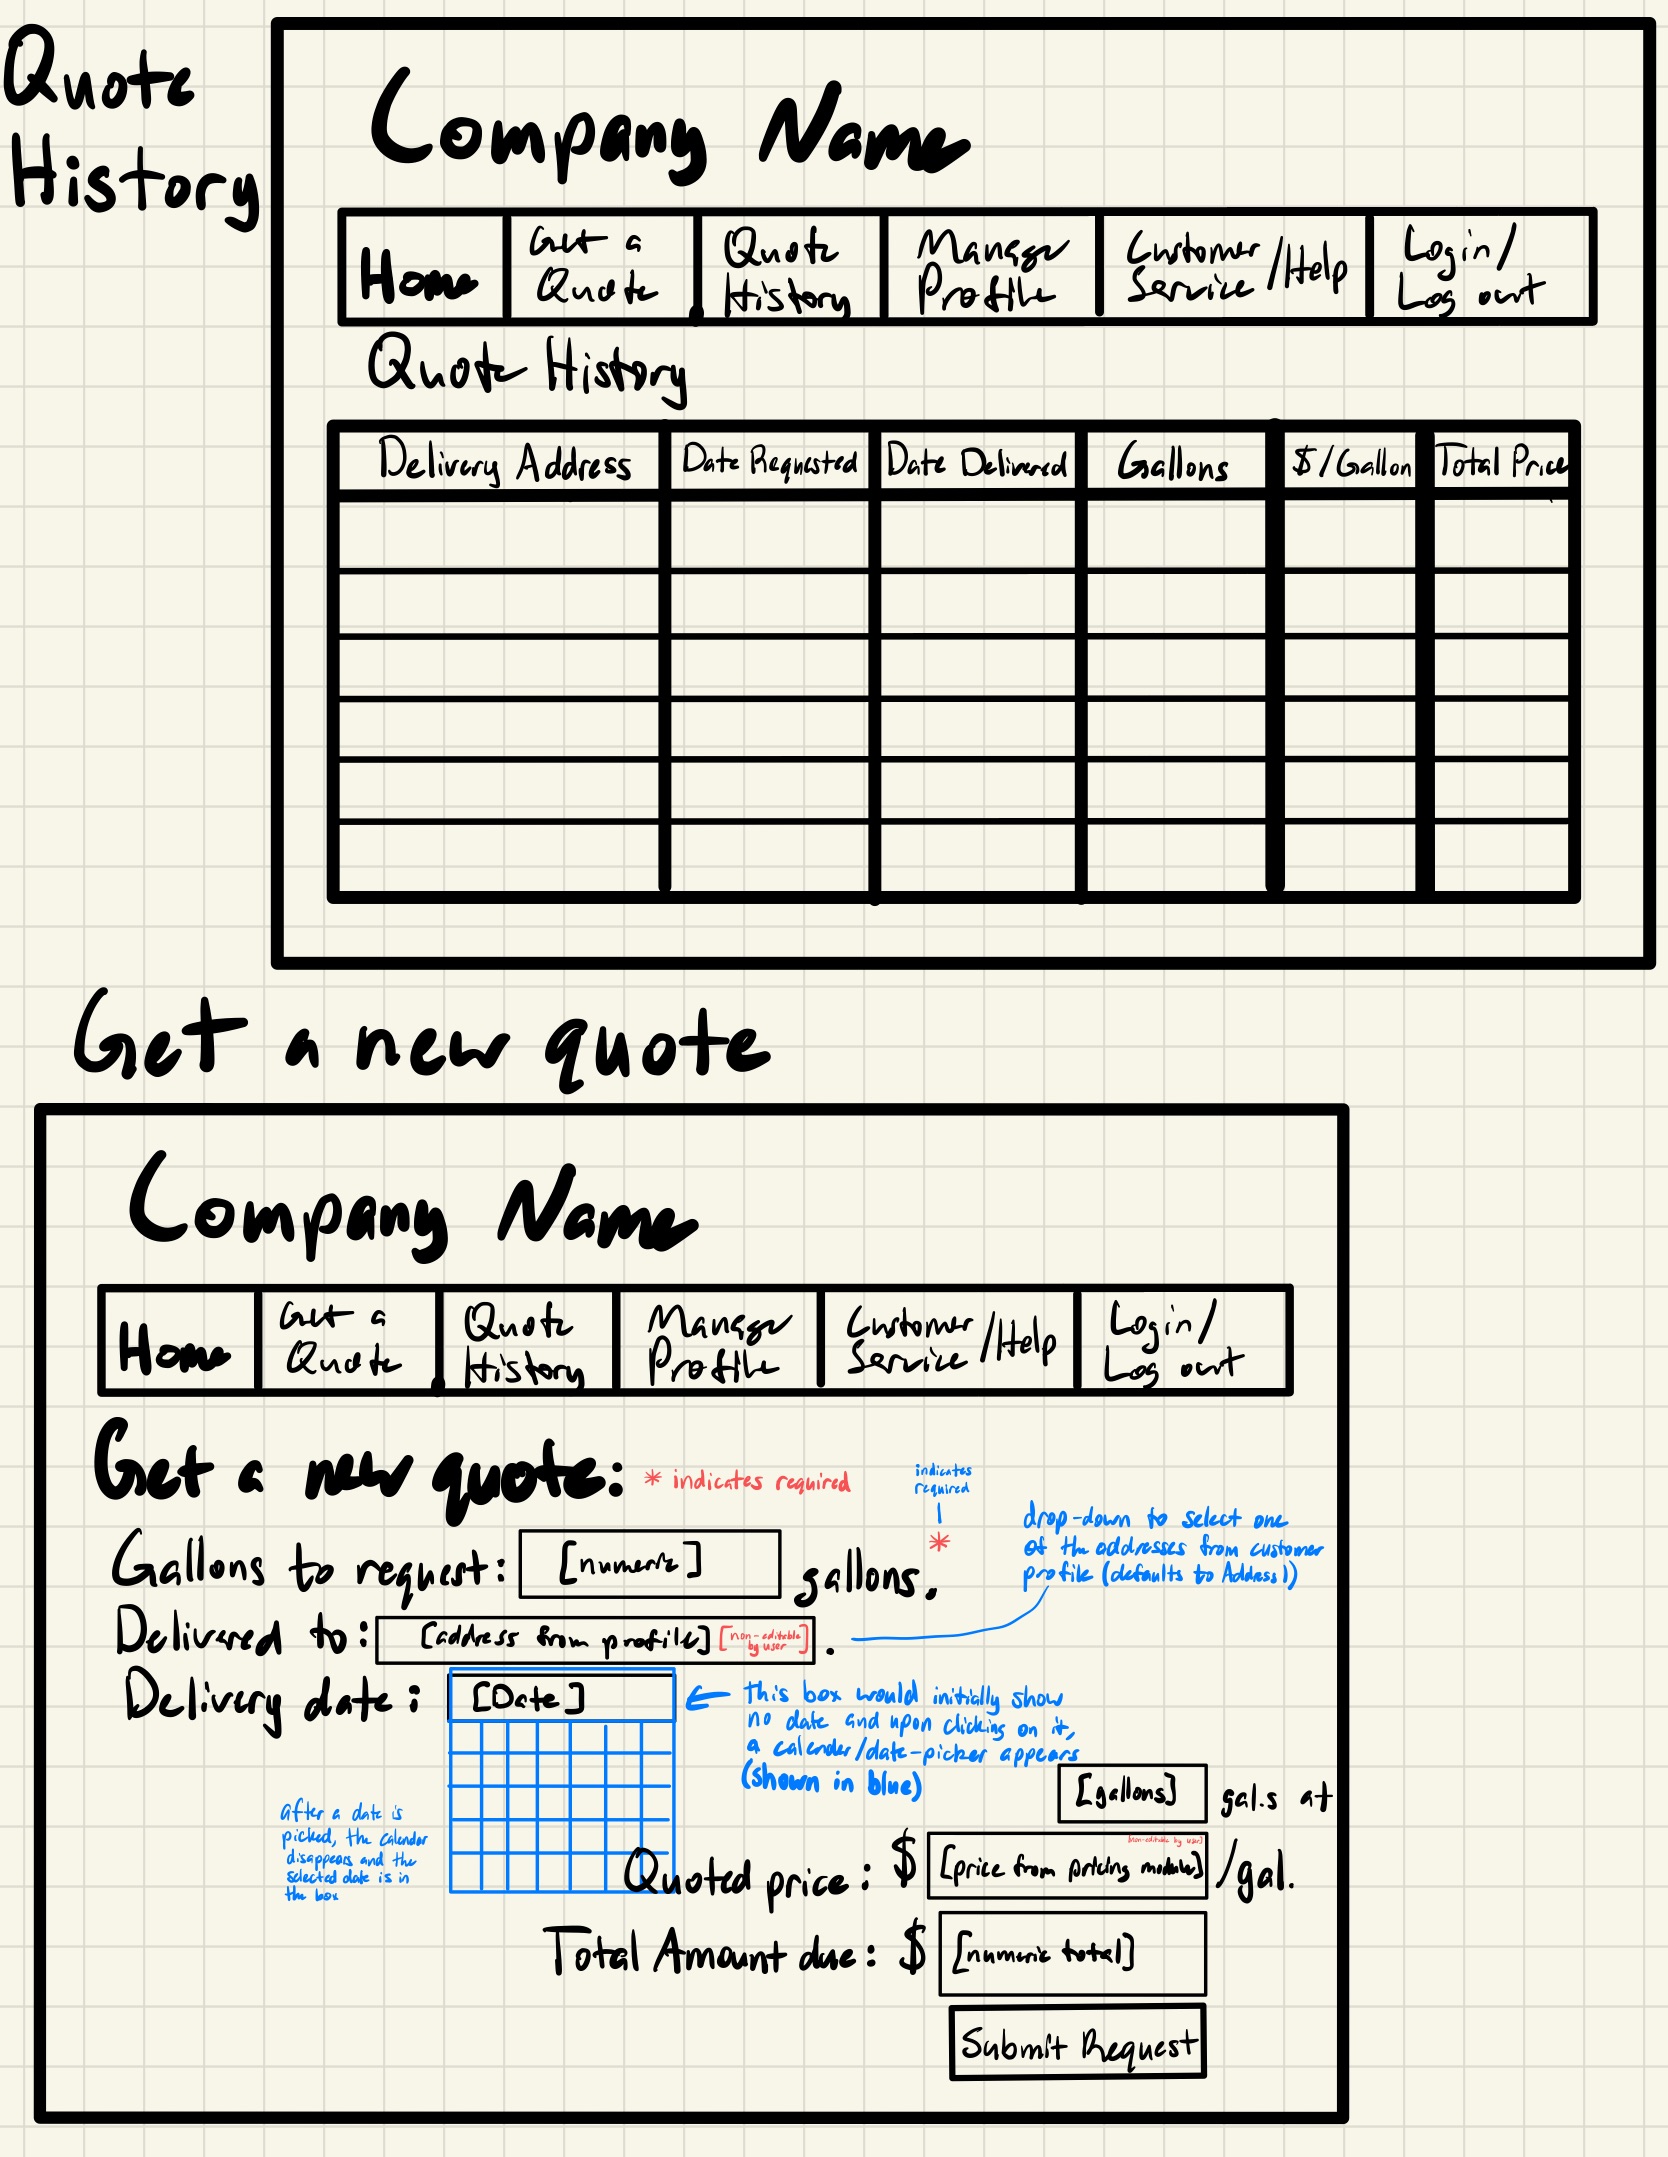 Quote
History
Company Name
Home
Get a
Quote
Quote
History
Manage
Profile
Customer
Service /Help
Login/
Log out
Quote History
Delivery Address
Date Requested
Date Delivered
Gallons
$/Gallon
Total Price
Get a new quote
Company Name
Home
Get a
Quote
Quote
History
Manage
Profile
Customer
Service /Help
Login/
Log out
Get a new quote:
* indicates required
indicates
required
*
Gallons to request: [numeric] gallons.
drop-down to select one
of the addresses from customer
profile (defaults to Address 1)
Delivered to: [address from profile] [non-editable
by user] .
Delivery date: [Date]
this box would initially show
no date and upon clicking on it,
a calender/date-picker appears
(shown in blue)
after a date is
picked, the calender
disappears and the
selected date is in
the box
[gallons] gal.s at
Quoted price: $ [price from pricing module] [non-editable by user] /gal.
Total Amount due: $ [numeric total]
Submit Request